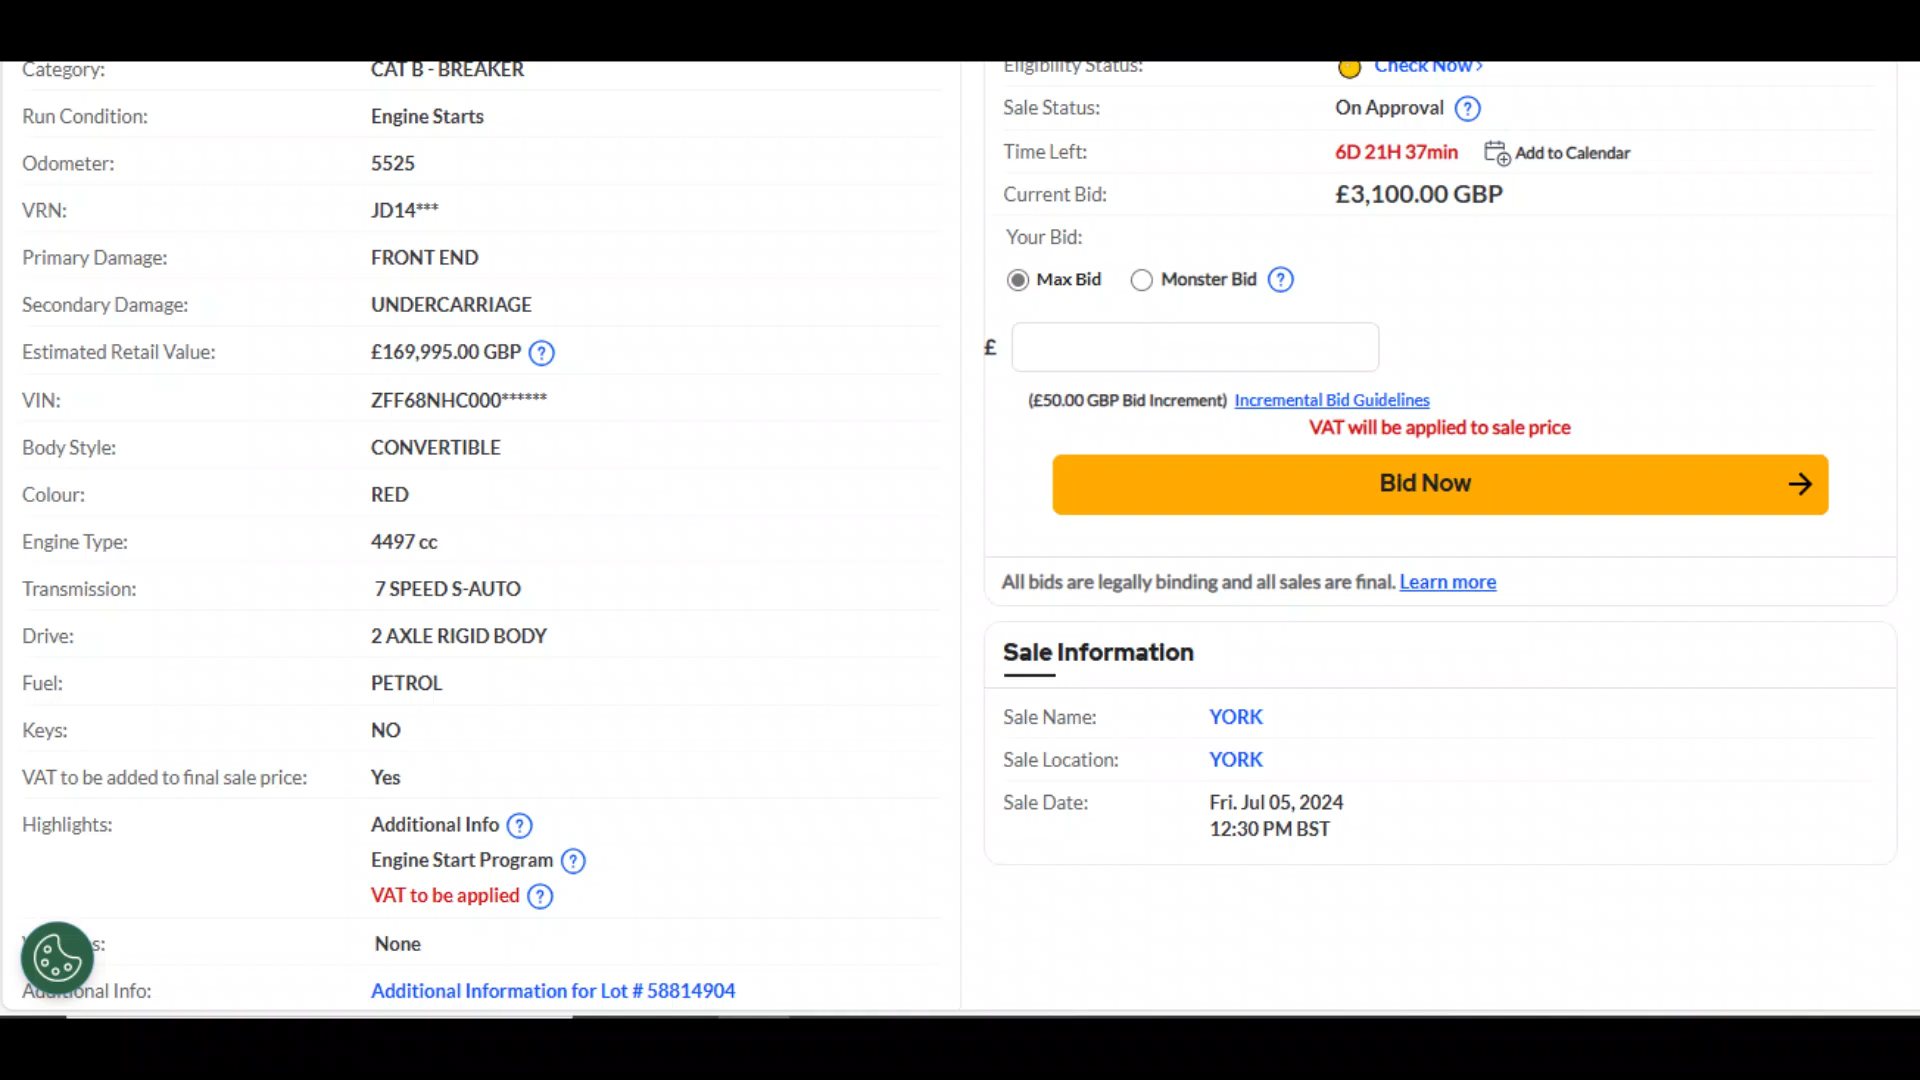 Category: CAT B - BREAKER
Run Condition: Engine Starts
Odometer: 5525
VRN: JD14***
Primary Damage: FRONT END
Secondary Damage: UNDERCARRIAGE
Estimated Retail Value: £169,995.00 GBP ?
VIN: ZFF68NHC000******
Body Style: CONVERTIBLE
Colour: RED
Engine Type: 4497 cc
Transmission: 7 SPEED S-AUTO
Drive: 2 AXLE RIGID BODY
Fuel: PETROL
Keys: NO
VAT to be added to final sale price: Yes
Highlights: Additional Info ?
Engine Start Program ?
VAT to be applied ?
s: None
Additional Info: Additional Information for Lot # 58814904
Eligibility Status: Check Now>
Sale Status: On Approval ?
Time Left: 6D 21H 37min Add to Calendar
Current Bid: £3,100.00 GBP
Your Bid:
Max Bid Monster Bid ?
£
(£50.00 GBP Bid Increment) Incremental Bid Guidelines
VAT will be applied to sale price
Bid Now
All bids are legally binding and all sales are final. Learn more
Sale Information
Sale Name: YORK
Sale Location: YORK
Sale Date: Fri. Jul 05, 2024
12:30 PM BST